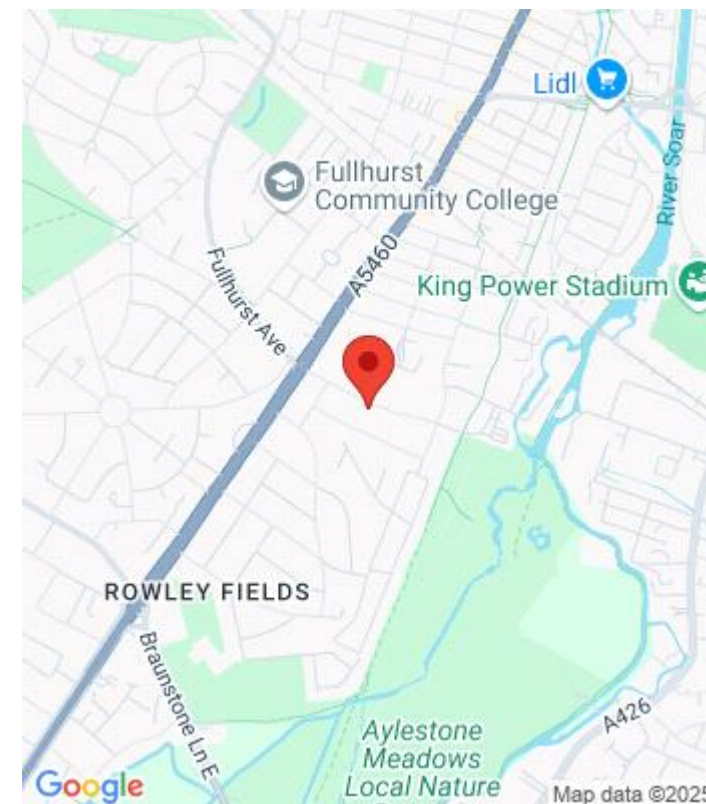 Lidl
Fullhurst
Community College
River Soar
A5460
Fullhurst Ave
King Power Stadium
ROWLEY FIELDS
Braunstone Ln E
A426
Aylestone
Meadows
Local Nature
Google
Map data ©2025